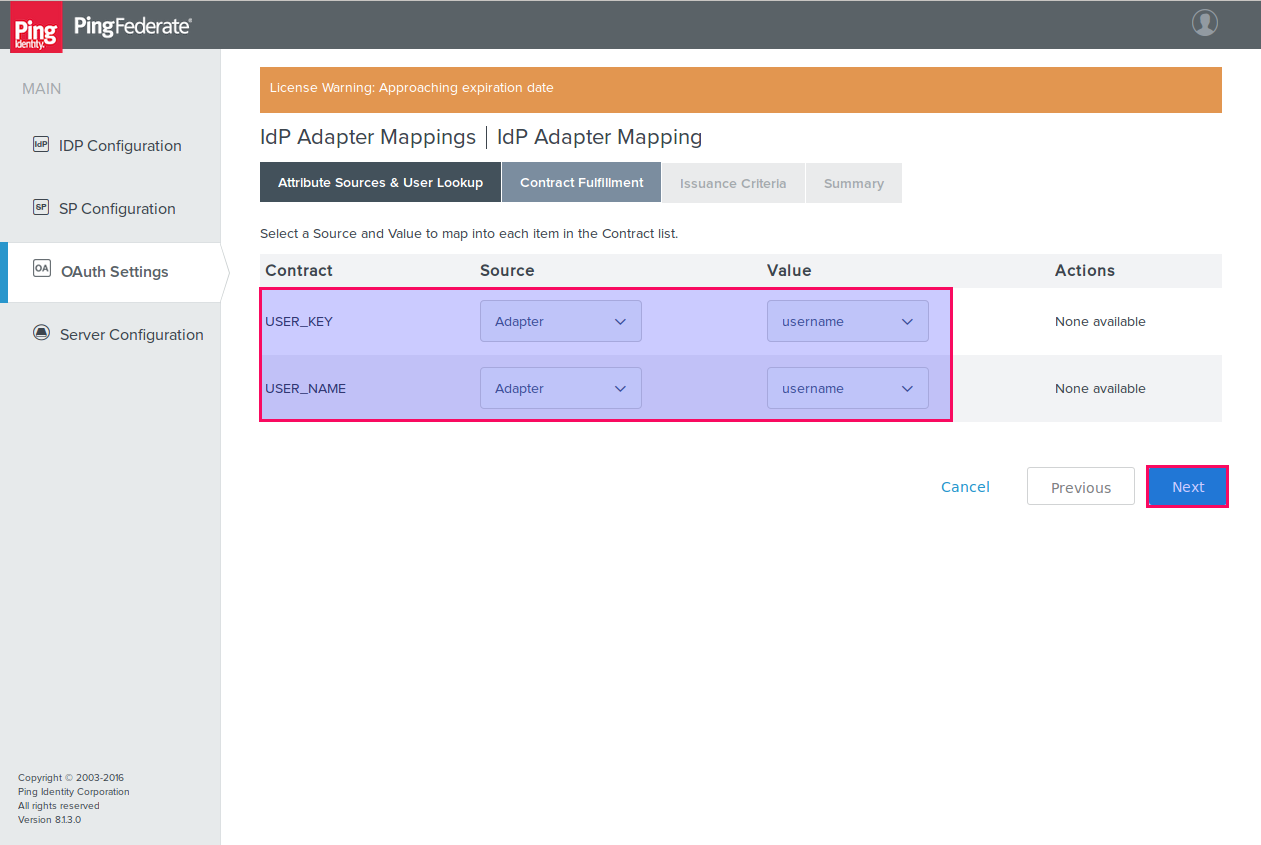 Ping
Identity.
PingFederate®
MAIN
IdP IDP Configuration
SP SP Configuration
OA OAuth Settings
Server Configuration
Copyright © 2003-2016
Ping Identity Corporation
All rights reserved
Version 8.1.3.0
License Warning: Approaching expiration date
IdP Adapter Mappings | IdP Adapter Mapping
Attribute Sources & User Lookup Contract Fulfillment Issuance Criteria Summary
Select a Source and Value to map into each item in the Contract list.
Contract Source Value Actions
USER_KEY Adapter username None available
USER_NAME Adapter username None available
Cancel Previous Next